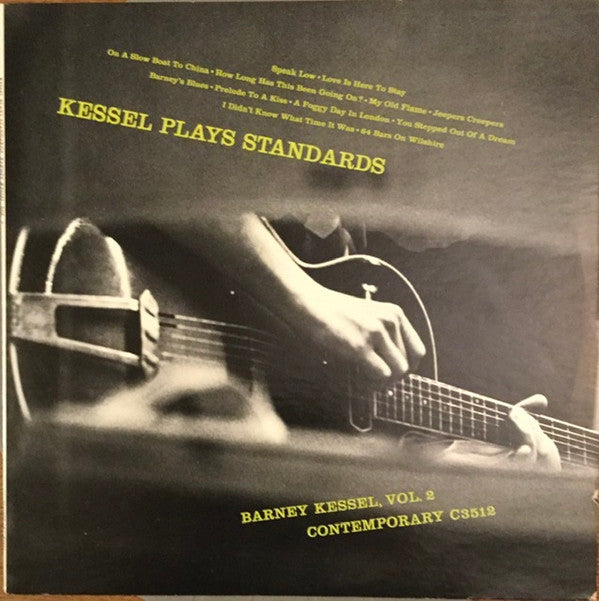 Speak Low • Love Is Here To Stay
On A Slow Boat To China • How Long Has This Been Going On? • My Old Flame • Jeepers Creepers
Barney's Blues • Prelude To A Kiss • A Foggy Day In London • You Stepped Out Of A Dream
I Didn't Know What Time It Was • 64 Bars On Wilshire
KESSEL PLAYS STANDARDS
BARNEY KESSEL, VOL. 2
CONTEMPORARY C3512